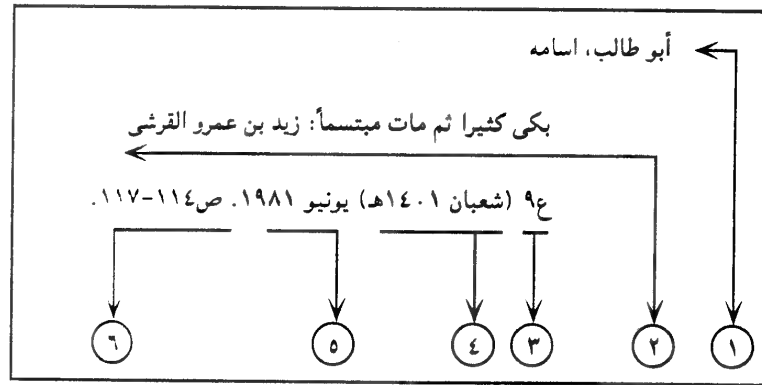 أبو طالب، اسامه
بكى كثيرا ثم مات مبتسماً: زيد بن عمرو القرشى
ع٩ (شعبان ١٤٠١هـ) يونيو ١٩٨١. ص١١٤-١١٧.
١ ٢ ٣ ٤ ٥ ٦